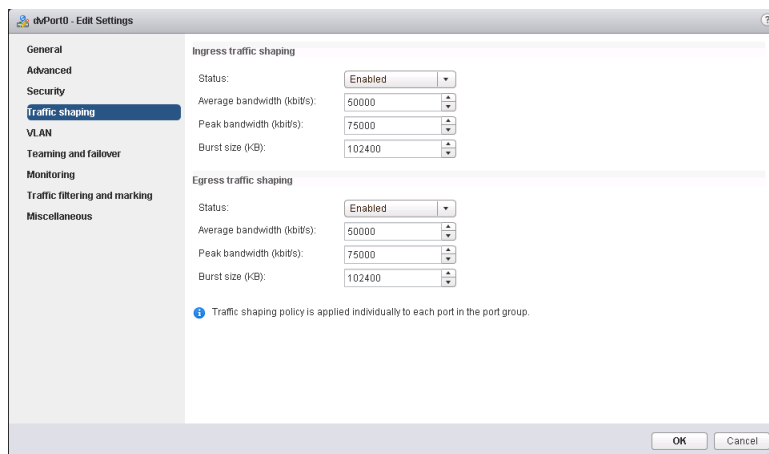 dvPort0 - Edit Settings
?
General
Advanced
Security
Traffic shaping
VLAN
Teaming and failover
Monitoring
Traffic filtering and marking
Miscellaneous
Ingress traffic shaping
Status: Enabled
Average bandwidth (kbit/s): 50000
Peak bandwidth (kbit/s): 75000
Burst size (KB): 102400
Egress traffic shaping
Status: Enabled
Average bandwidth (kbit/s): 50000
Peak bandwidth (kbit/s): 75000
Burst size (KB): 102400
Traffic shaping policy is applied individually to each port in the port group.
OK Cancel